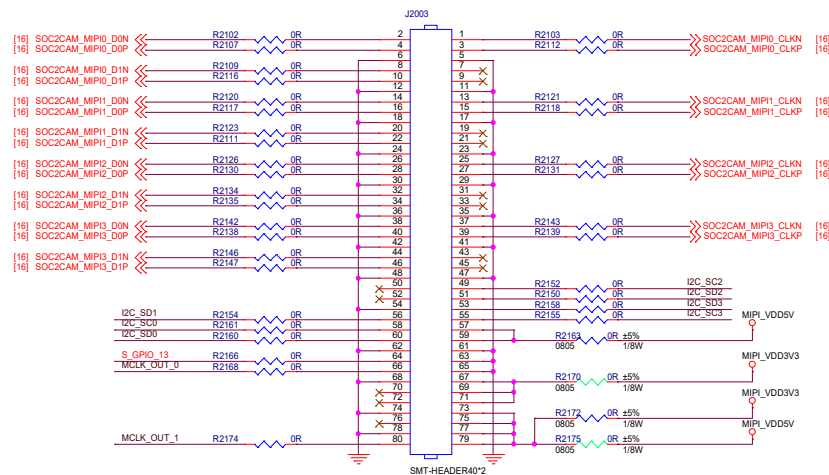 J2003
[16] SOC2CAM_MIPI0_D0N R2102 0R 2 1 R2103 0R SOC2CAM_MIPI0_CLKN [16]
[16] SOC2CAM_MIPI0_D0P R2107 0R 4 3 R2112 0R SOC2CAM_MIPI0_CLKP [16]
6 5
[16] SOC2CAM_MIPI0_D1N R2109 0R 8 7
[16] SOC2CAM_MIPI0_D1P R2116 0R 10 9
12 11
[16] SOC2CAM_MIPI1_D0N R2120 0R 14 13 R2121 0R SOC2CAM_MIPI1_CLKN [16]
[16] SOC2CAM_MIPI1_D0P R2117 0R 16 15 R2118 0R SOC2CAM_MIPI1_CLKP [16]
18 17
[16] SOC2CAM_MIPI1_D1N R2123 0R 20 19
[16] SOC2CAM_MIPI1_D1P R2111 0R 22 21
24 23
[16] SOC2CAM_MIPI2_D0N R2126 0R 26 25 R2127 0R SOC2CAM_MIPI2_CLKN [16]
[16] SOC2CAM_MIPI2_D0P R2130 0R 28 27 R2131 0R SOC2CAM_MIPI2_CLKP [16]
30 29
[16] SOC2CAM_MIPI2_D1N R2134 0R 32 31
[16] SOC2CAM_MIPI2_D1P R2135 0R 34 33
36 35
[16] SOC2CAM_MIPI3_D0N R2142 0R 38 37 R2143 0R SOC2CAM_MIPI3_CLKN [16]
[16] SOC2CAM_MIPI3_D0P R2138 0R 40 39 R2139 0R SOC2CAM_MIPI3_CLKP [16]
42 41
[16] SOC2CAM_MIPI3_D1N R2146 0R 44 43
[16] SOC2CAM_MIPI3_D1P R2147 0R 46 45
48 47
50 49 R2152 0R I2C_SC2
52 51 R2150 0R I2C_SD2
54 53 R2158 0R I2C_SD3
I2C_SD1 R2154 0R 56 55 R2155 0R I2C_SC3
I2C_SC0 R2161 0R 58 57 MIPI_VDD5V
I2C_SD0 R2160 0R 60 59 R2163 0R ±5%
0805 1/8W
62 61
S_GPIO_13 R2166 0R 64 63 MIPI_VDD3V3
MCLK_OUT_0 R2168 0R 66 65
68 67 R2170 0R ±5%
0805 1/8W
70 69
72 71 MIPI_VDD3V3
74 73 R2172 0R ±5%
0805 1/8W
76 75 MIPI_VDD5V
78 77
MCLK_OUT_1 R2174 0R 80 79 R2175 0R ±5%
0805 1/8W
SMT-HEADER40*2